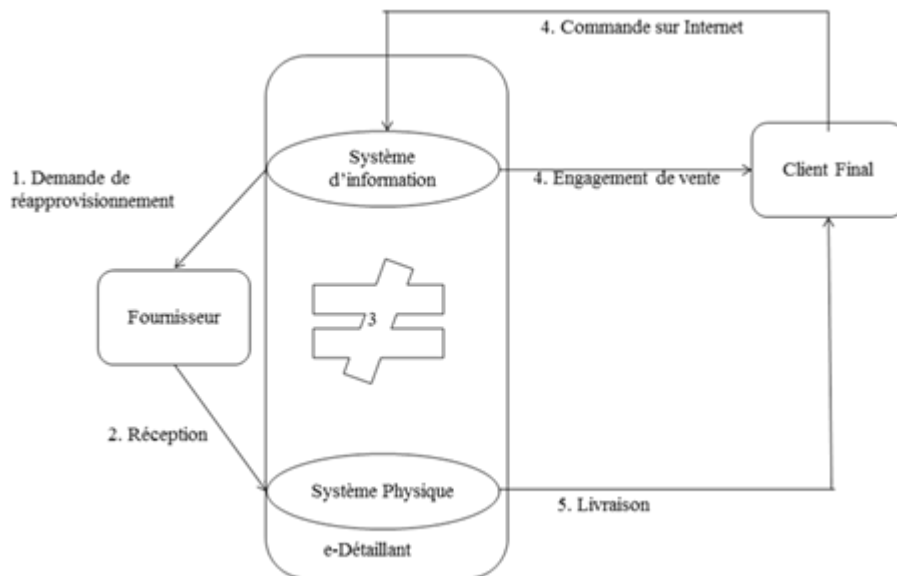 4. Commande sur Internet
Système
d'information
Client Final
1. Demande de
réapprovisionnement
4. Engagement de vente
Fournisseur
3
2. Réception
Système Physique
5. Livraison
e-Détaillant